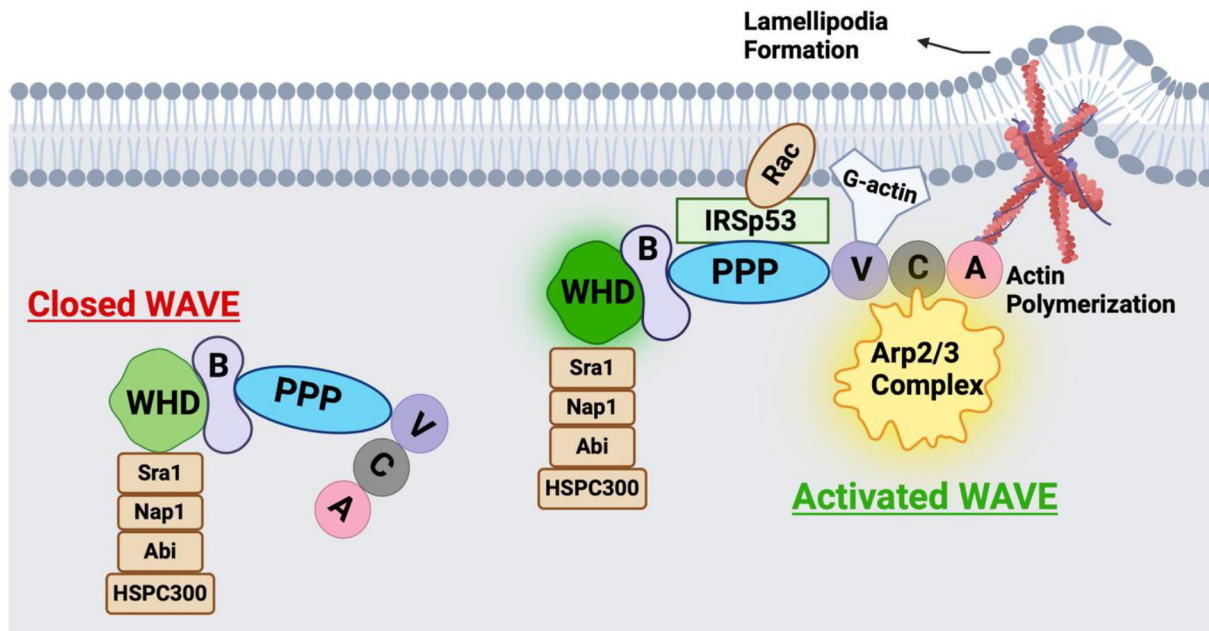 Lamellipodia
Formation
Rac
G-actin
IRSp53
B
WHD
PPP
V
C
A
Actin
Polymerization
Arp2/3
Complex
Sra1
Nap1
Abi
HSPC300
Activated WAVE
Closed WAVE
B
WHD
PPP
V
C
A
Sra1
Nap1
Abi
HSPC300